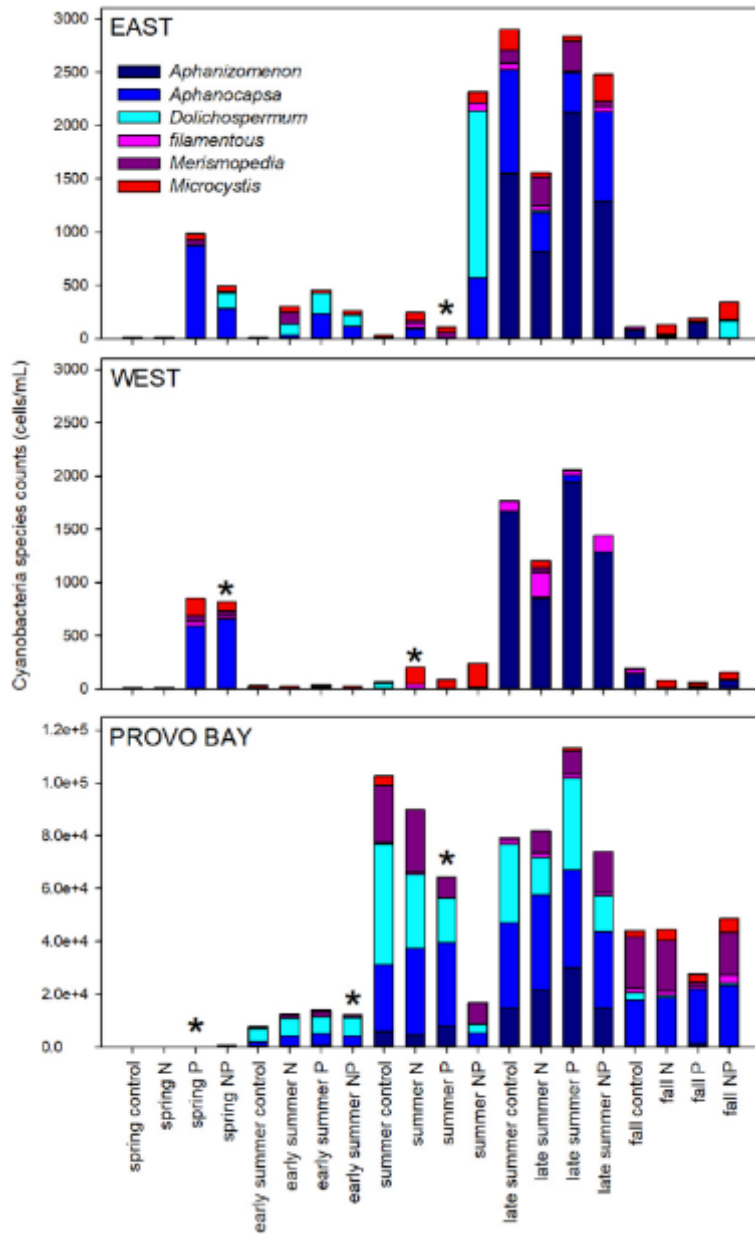 EAST
3000
2500
2000
1500
1000
500
0
Aphanizomenon
Aphanocapsa
Dolichospermum
filamentous
Merismopedia
Microcystis
*
WEST
3000
2500
2000
1500
1000
500
0
*
*
Cyanobacteria species counts (cells/mL)
PROVO BAY
1.2e+5
1.0e+5
8.0e+4
6.0e+4
4.0e+4
2.0e+4
0.0
*
*
*
spring control
spring N
spring P
spring NP
early summer control
early summer N
early summer P
early summer NP
summer control
summer N
summer P
summer NP
late summer control
late summer N
late summer P
late summer NP
fall control
fall N
fall P
fall NP